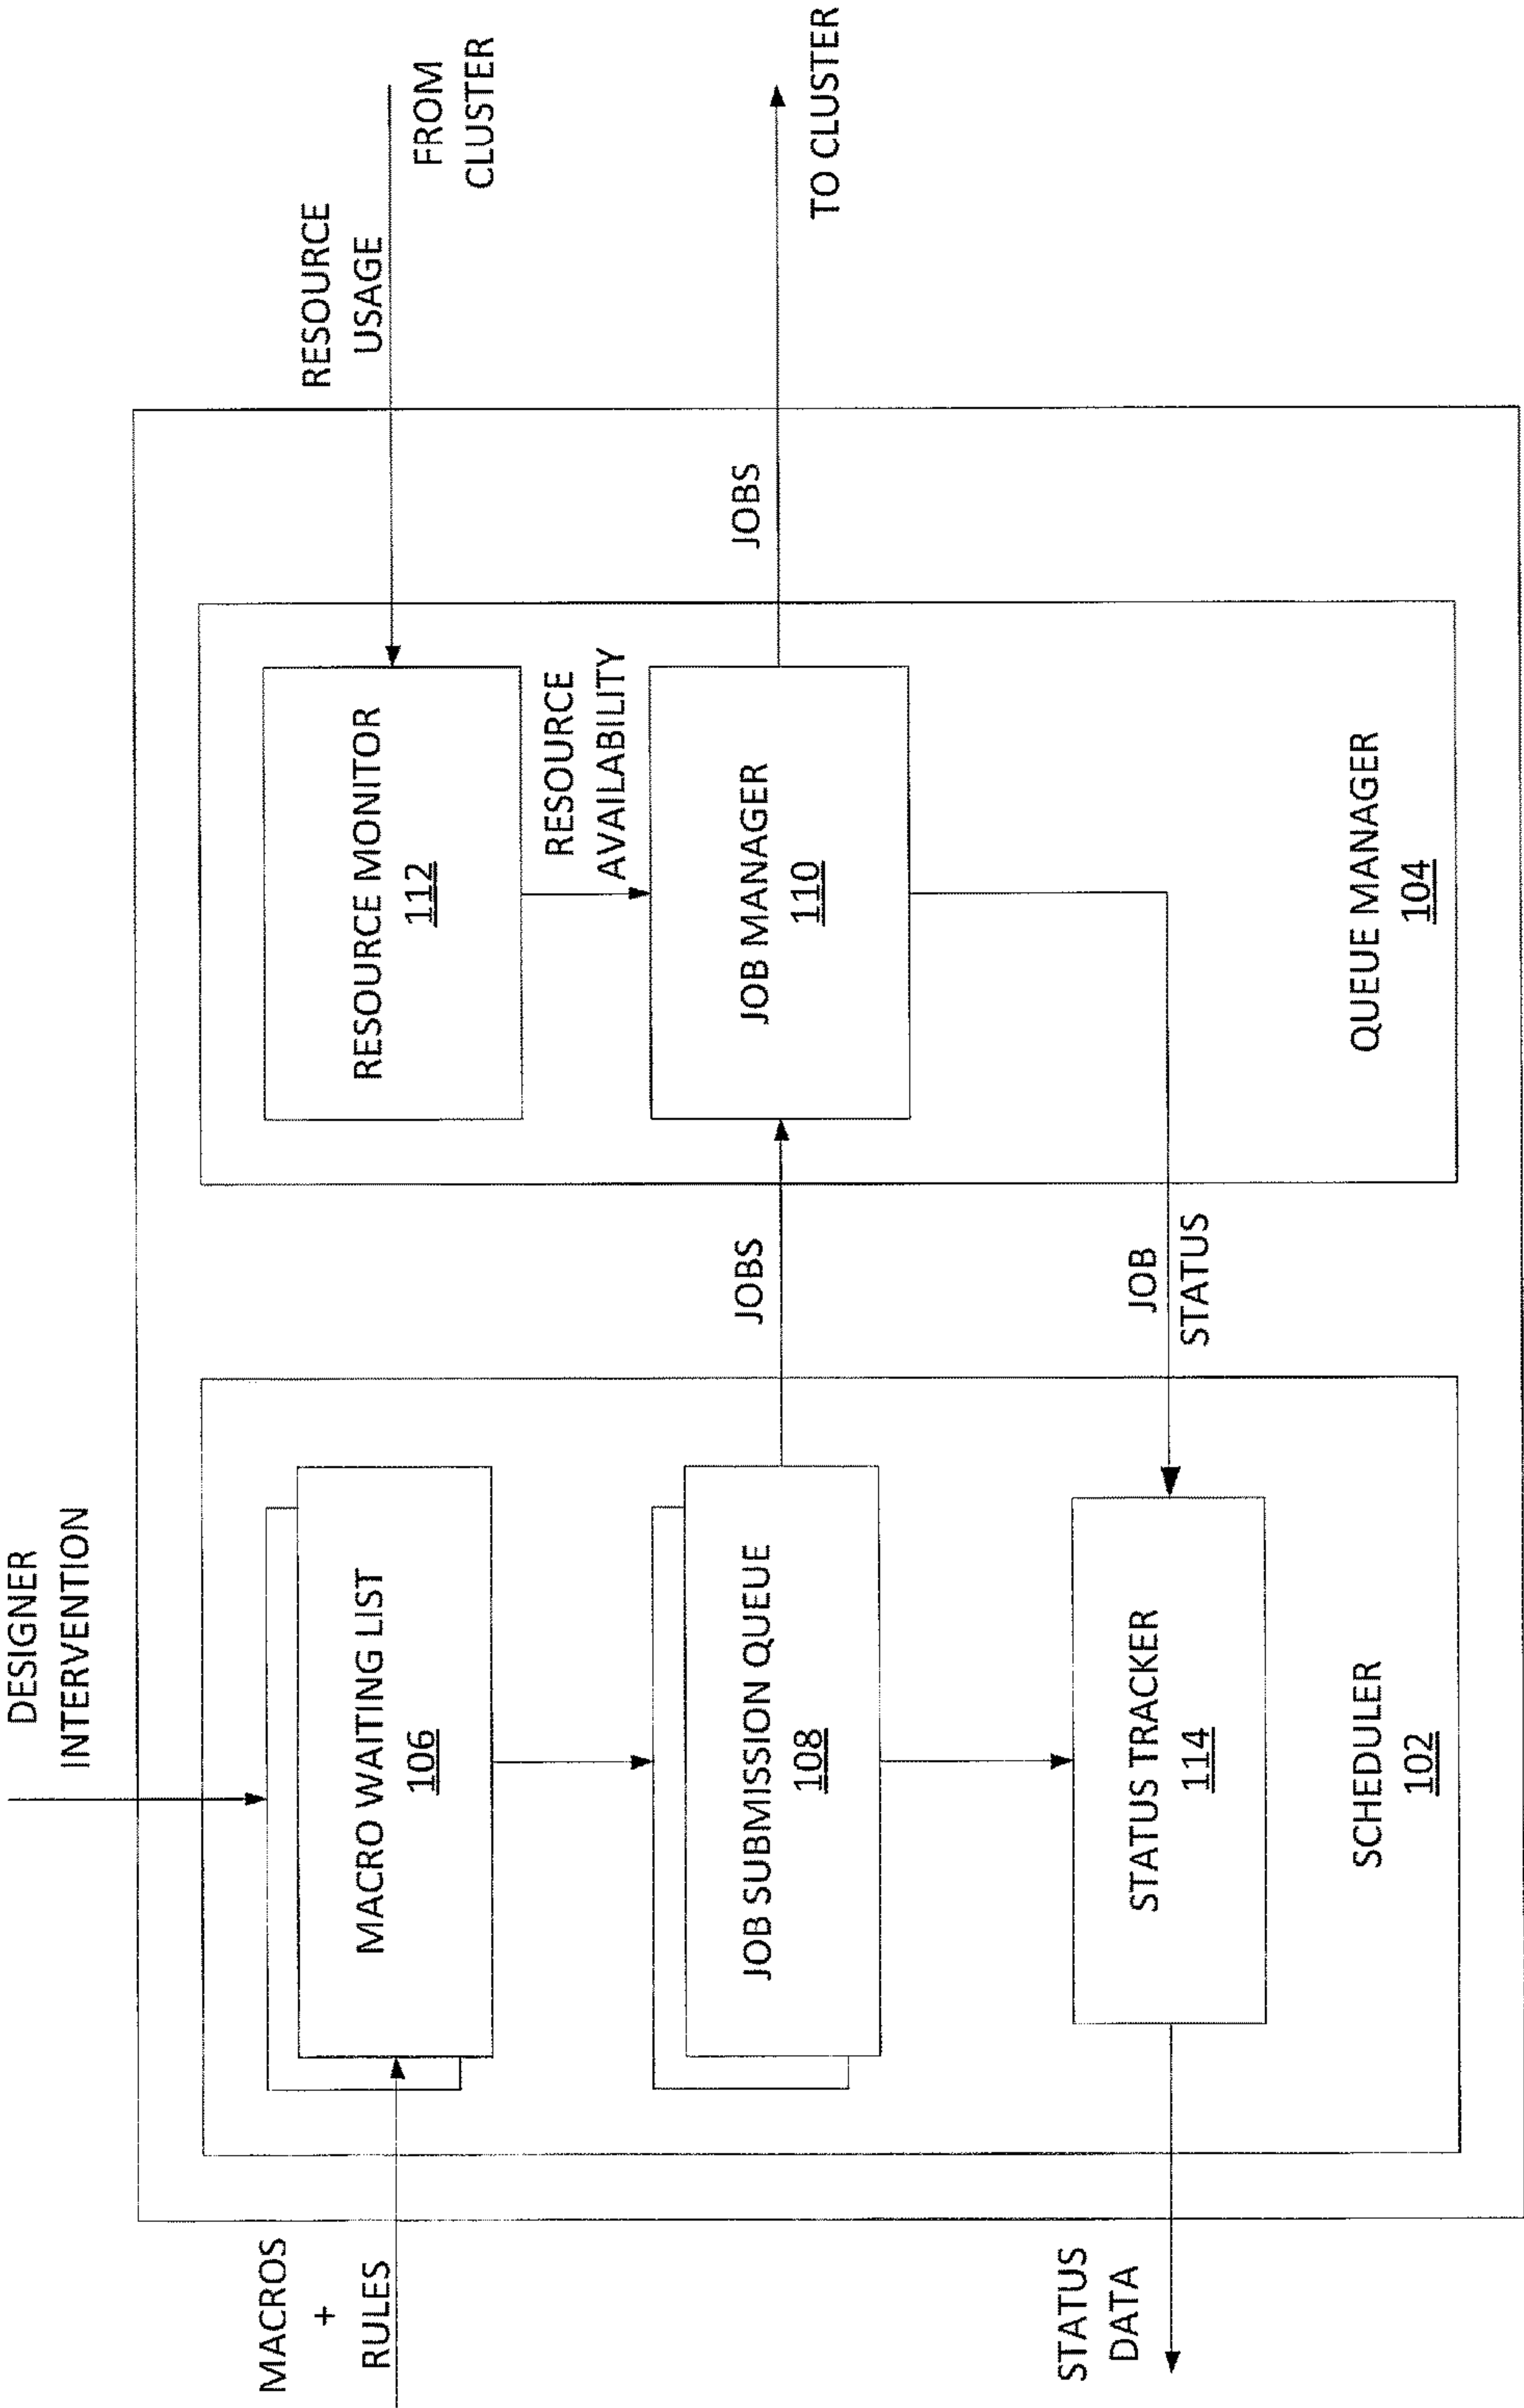 DESIGNER
INTERVENTION
MACROS
+
RULES
MACRO WAITING LIST
106
RESOURCE MONITOR
112
RESOURCE
USAGE
FROM
CLUSTER
RESOURCE
AVAILABILITY
JOB SUBMISSION QUEUE
108
JOBS
JOB MANAGER
110
JOBS
TO CLUSTER
STATUS
DATA
STATUS TRACKER
114
JOB
STATUS
SCHEDULER
102
QUEUE MANAGER
104